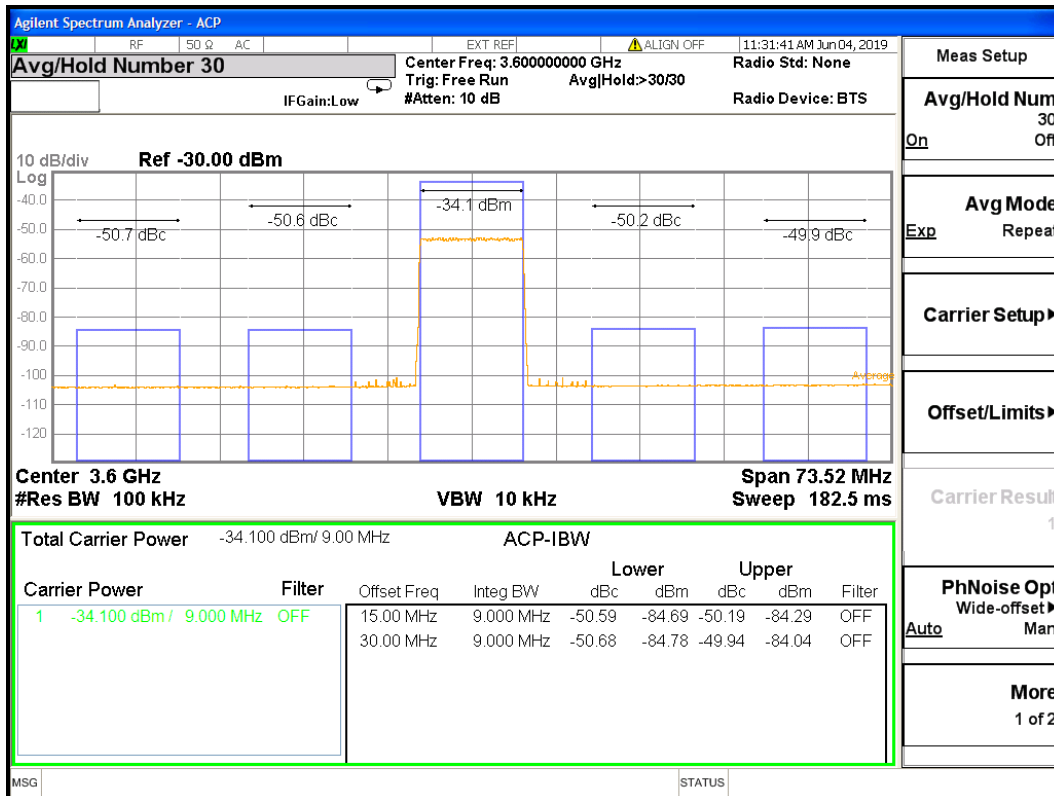 Agilent Spectrum Analyzer - ACP
LXI RF 50 Ω AC EXT REF ALIGN OFF 11:31:41 AM Jun 04, 2019
Avg/Hold Number 30
Center Freq: 3.600000000 GHz
Radio Std: None
Trig: Free Run Avg|Hold:>30/30
IFGain:Low #Atten: 10 dB
Radio Device: BTS
10 dB/div Ref -30.00 dBm
Log
-40.0
-50.0
-60.0
-70.0
-80.0
-90.0
-100
-110
-120
-50.7 dBc -50.6 dBc -34.1 dBm -50.2 dBc -49.9 dBc
Average
Center 3.6 GHz Span 73.52 MHz
#Res BW 100 kHz VBW 10 kHz Sweep 182.5 ms
Total Carrier Power -34.100 dBm/ 9.00 MHz ACP-IBW
Lower Upper
Carrier Power Filter Offset Freq Integ BW dBc dBm dBc dBm Filter
1 -34.100 dBm / 9.000 MHz OFF 15.00 MHz 9.000 MHz -50.59 -84.69 -50.19 -84.29 OFF
30.00 MHz 9.000 MHz -50.68 -84.78 -49.94 -84.04 OFF
MSG STATUS
Meas Setup
Avg/Hold Num
30
On Off
Avg Mode
Exp Repeat
Carrier Setup
Offset/Limits
Carrier Result
1
PhNoise Opt
Wide-offset
Auto Man
More
1 of 2